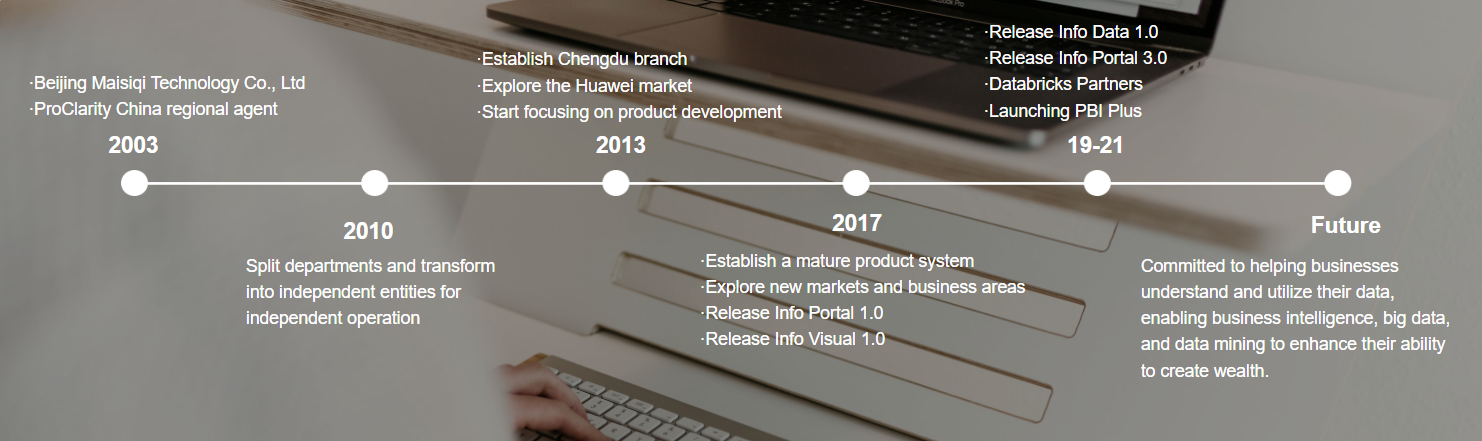 ·Beijing Maisiqi Technology Co., Ltd
·ProClarity China regional agent
2003
2010
Split departments and transform
into independent entities for
independent operation
·Establish Chengdu branch
·Explore the Huawei market
·Start focusing on product development
2013
2017
·Establish a mature product system
·Explore new markets and business areas
·Release Info Portal 1.0
·Release Info Visual 1.0
·Release Info Data 1.0
·Release Info Portal 3.0
·Databricks Partners
·Launching PBI Plus
19-21
Future
Committed to helping businesses
understand and utilize their data,
enabling business intelligence, big data,
and data mining to enhance their ability
to create wealth.